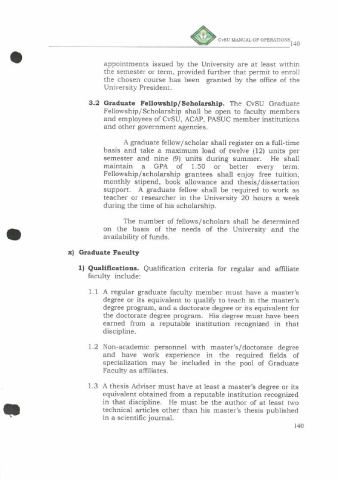 CvSU MANUAL OF OPERATIONS 140
appointments issued by the University are at least within
the semester or term, provided further that permit to enroll
the chosen course has been granted by the office of the
University President.
3.2 Graduate Fellowship/Scholarship. The CvSU Graduate
Fellowship/Scholarship shall be open to faculty members
and employees of CvSU, ACAP, PASUC member institutions
and other government agencies.
A graduate fellow/scholar shall register on a full-time
basis and take a maximum load of twelve (12) units per
semester and nine (9) units during summer. He shall
maintain a GPA of 1.50 or better every term.
Fellowship/scholarship grantees shall enjoy free tuition,
monthly stipend, book allowance and thesis/dissertation
support. A graduate fellow shall be required to work as
teacher or researcher in the University 20 hours a week
during the time of his scholarship.
The number of fellows/scholars shall be determined
on the basis of the needs of the University and the
availability of funds.
x) Graduate Faculty
1) Qualifications. Qualification criteria for regular and affiliate
faculty include:
1.1 A regular graduate faculty member must have a master's
degree or its equivalent to qualify to teach in the master's
degree program, and a doctorate degree or its equivalent for
the doctorate degree program. His degree must have been
earned from a reputable institution recognized in that
discipline.
1.2 Non-academic personnel with master's/doctorate degree
and have work experience in the required fields of
specialization may be included in the pool of Graduate
Faculty as affiliates.
1.3 A thesis Adviser must have at least a master's degree or its
equivalent obtained from a reputable institution recognized
in that discipline. He must be the author of at least two
technical articles other than his master's thesis published
in a scientific journal.
140